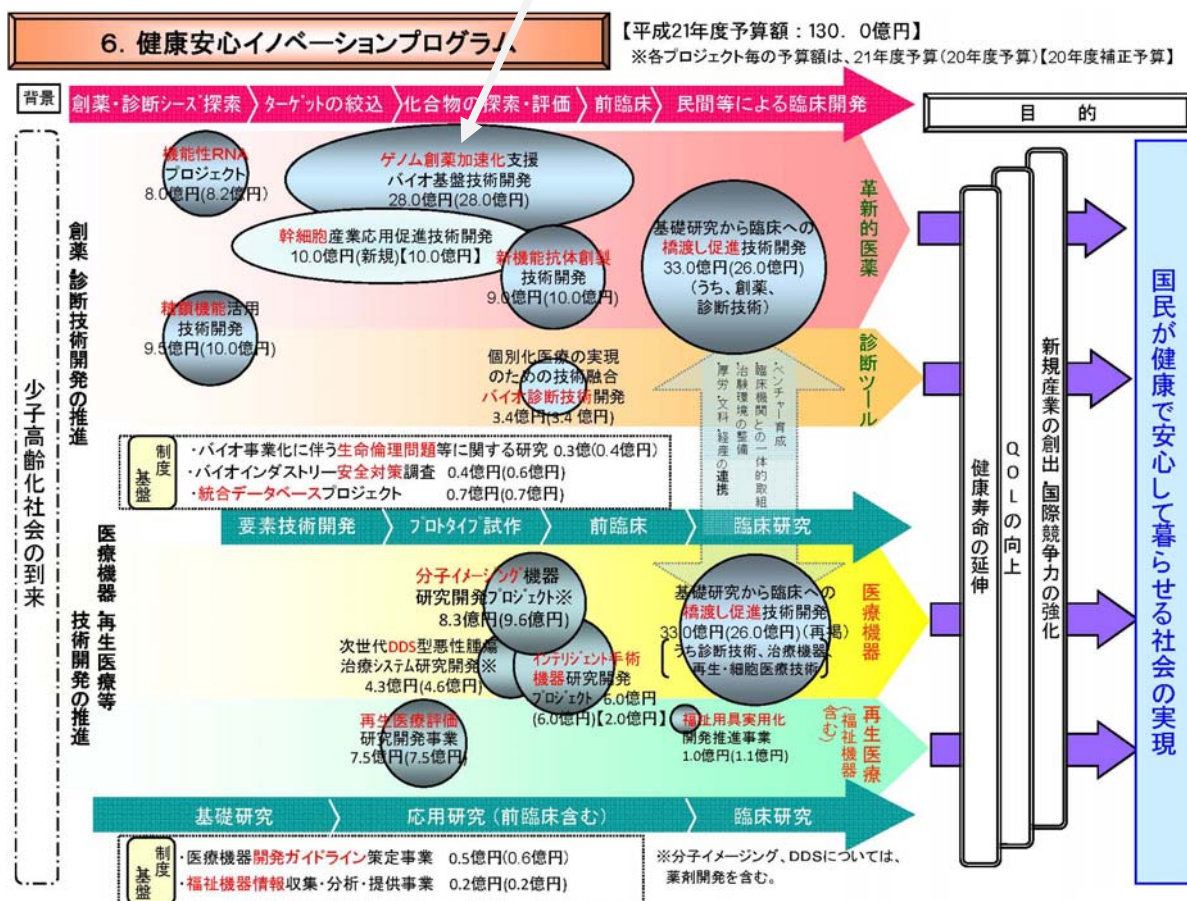 6. 健康安心イノベーションプログラム
【平成21年度予算額：130. 0億円】
※各プロジェクト毎の予算額は、21年度予算(20年度予算)【20年度補正予算】
背景
創薬・診断シーズ探索
ターゲットの絞込
化合物の探索・評価
前臨床
民間等による臨床開発
目 的
少子高齢化社会の到来
創薬・診断技術開発の推進
機能性RNA
プロジェクト
8.0億円(8.2億円)
ゲノム創薬加速化支援
バイオ基盤技術開発
28.0億円(28.0億円)
幹細胞産業応用促進技術開発
10.0億円(新規)【10.0億円】
新機能抗体創製
技術開発
9.0億円(10.0億円)
基礎研究から臨床への
橋渡し促進技術開発
33.0億円(26.0億円)
(うち、創薬、
診断技術)
革新的医薬
糖鎖機能活用
技術開発
9.5億円(10.0億円)
個別化医療の実現
のための技術融合
バイオ診断技術開発
3.4億円(3.4 億円)
診断ツール
・ベンチャー育成
・臨床機関との一体的取組
・治験環境の整備
・厚労・文科・経産の連携
制度
基盤
・バイオ事業化に伴う生命倫理問題等に関する研究 0.3億(0.4億円)
・バイオインダストリー安全対策調査 0.4億円(0.6億円)
・統合データベースプロジェクト 0.7億円(0.7億円)
要素技術開発
プロトタイプ試作
前臨床
臨床研究
医療機器・再生医療等
技術開発の推進
分子イメージング機器
研究開発プロジェクト※
8.3億円(9.6億円)
次世代DDS型悪性腫瘍
治療システム研究開発※
4.3億円(4.6億円)
インテリジェント手術
機器研究開発
プロジェクト 6.0億円
(6.0億円)【2.0億円】
基礎研究から臨床への
橋渡し促進技術開発
33.0億円(26.0億円)(再掲)
うち診断技術、治療機器、
再生・細胞医療技術
医療機器
再生医療評価
研究開発事業
7.5億円(7.5億円)
福祉用具実用化
開発推進事業
1.0億円(1.1億円)
再生医療
(福祉機器
含む)
基礎研究
応用研究(前臨床含む)
臨床研究
制度
基盤
・医療機器開発ガイドライン策定事業 0.5億円(0.6億円)
・福祉機器情報収集・分析・提供事業 0.2億円(0.2億円)
※分子イメージング、DDSについては、
薬剤開発を含む。
健康寿命の延伸
QOLの向上
新規産業の創出・国際競争力の強化
国民が健康で安心して暮らせる社会の実現